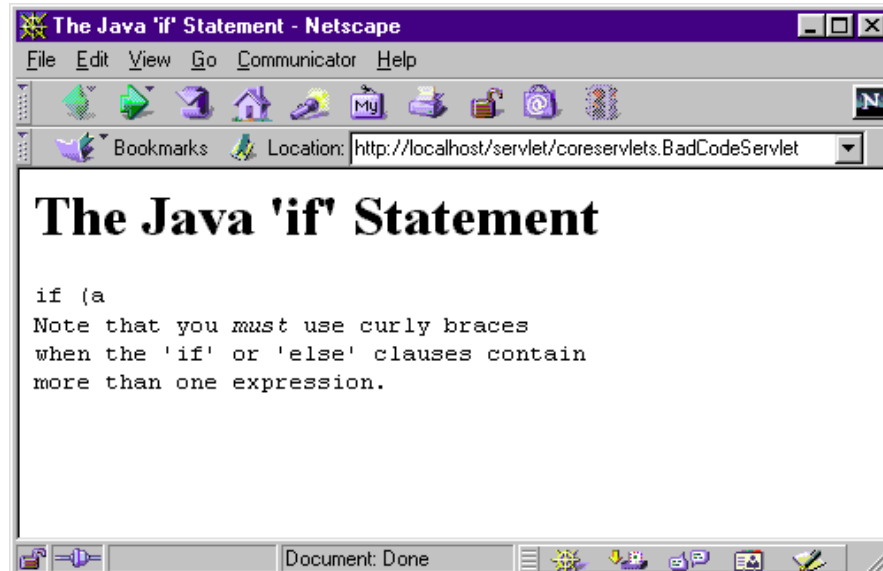 The Java 'if' Statement - Netscape
File Edit View Go Communicator Help
My
N
Bookmarks Location: http://localhost/servlet/coreservlets.BadCodeServlet
The Java 'if' Statement
if (a
Note that you must use curly braces
when the 'if' or 'else' clauses contain
more than one expression.
Document: Done